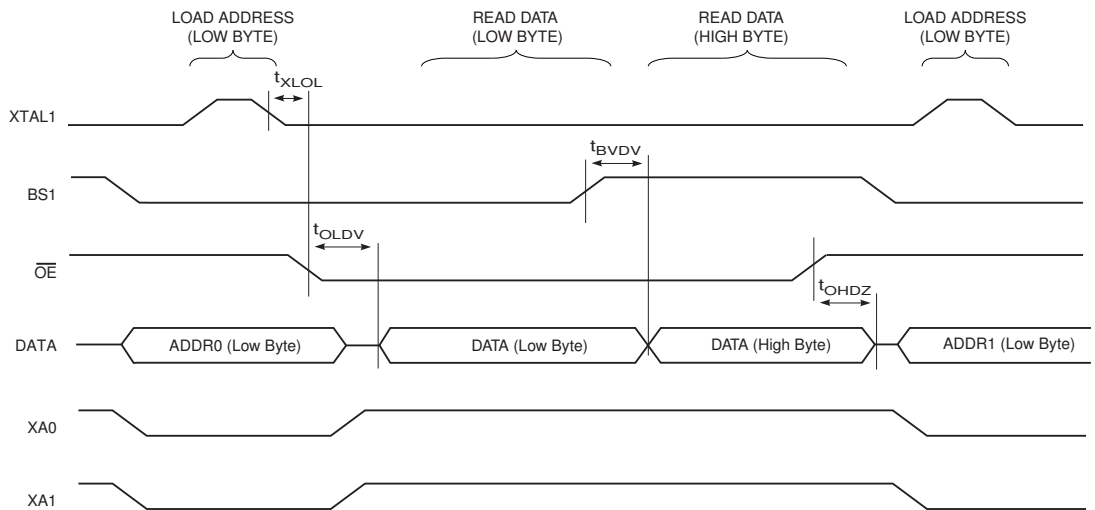 LOAD ADDRESS
(LOW BYTE)
READ DATA
(LOW BYTE)
READ DATA
(HIGH BYTE)
LOAD ADDRESS
(LOW BYTE)
tXLOL
XTAL1
tBVDV
BS1
tOLDV
OE
tOHDZ
DATA
ADDR0 (Low Byte)
DATA (Low Byte)
DATA (High Byte)
ADDR1 (Low Byte)
XA0
XA1